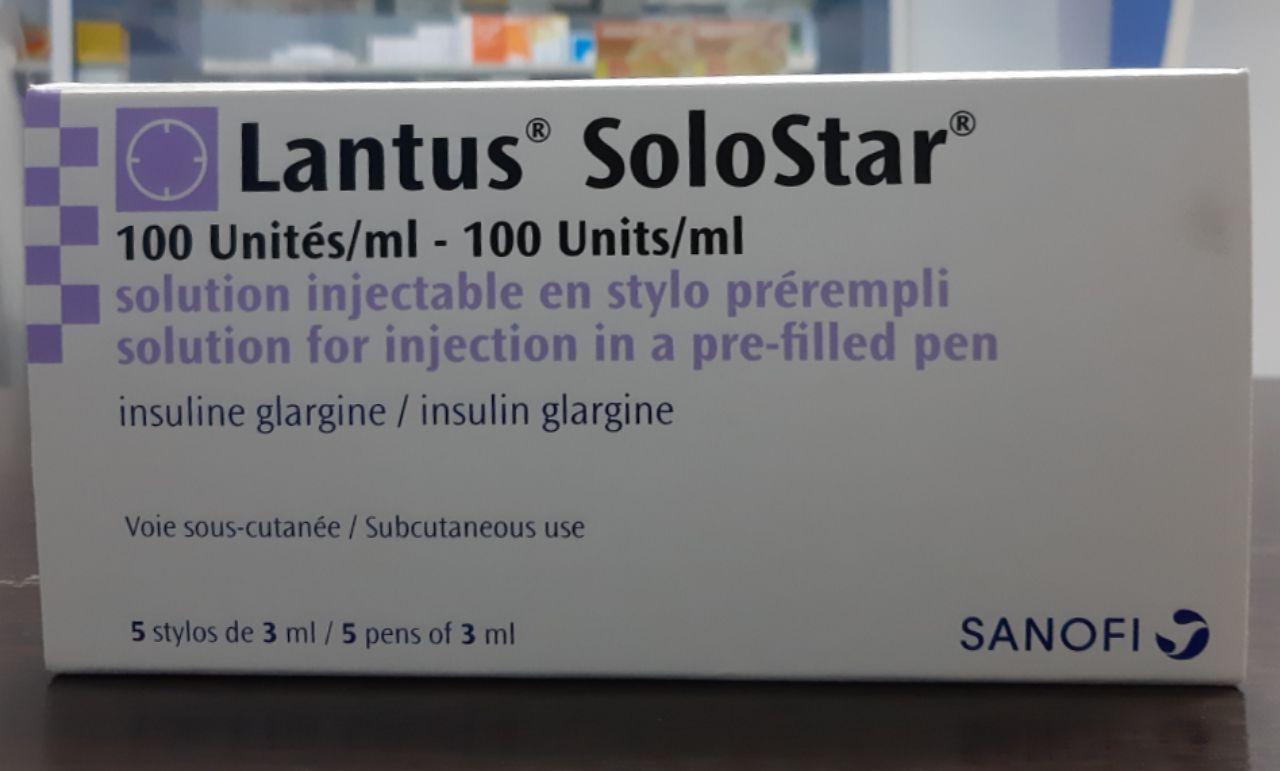 Lantus® SoloStar®
100 Unités/ml - 100 Units/ml
solution injectable en stylo prérempli
solution for injection in a pre-filled pen
insuline glargine / insulin glargine
Voie sous-cutanée / Subcutaneous use
5 stylos de 3 ml / 5 pens of 3 ml
SANOFI